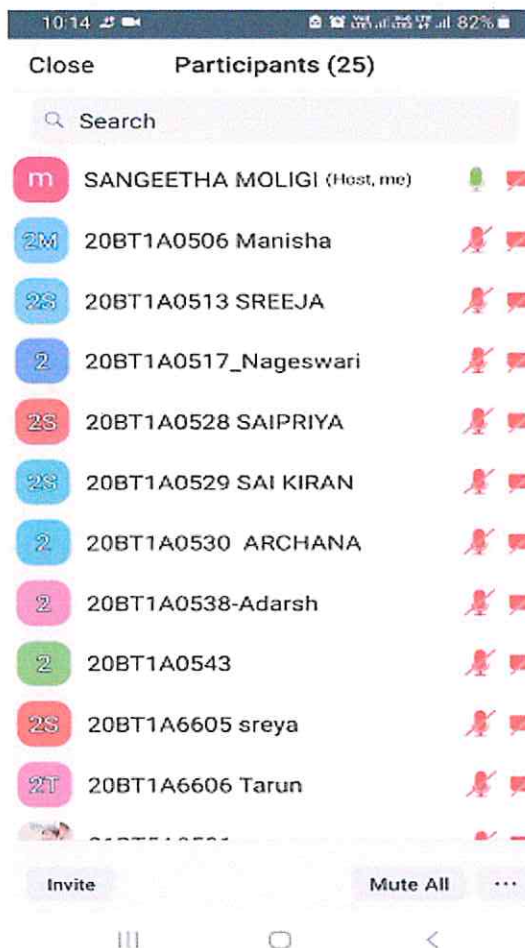 10:14 82%
Close Participants (25)
Search
m SANGEETHA MOLIGI (Host, me)
2M 20BT1A0506 Manisha
2S 20BT1A0513 SREEJA
2 20BT1A0517_Nageswari
2S 20BT1A0528 SAIPRIYA
2S 20BT1A0529 SAI KIRAN
2 20BT1A0530 ARCHANA
2 20BT1A0538-Adarsh
2 20BT1A0543
2S 20BT1A6605 sreya
2T 20BT1A6606 Tarun
Invite Mute All ...